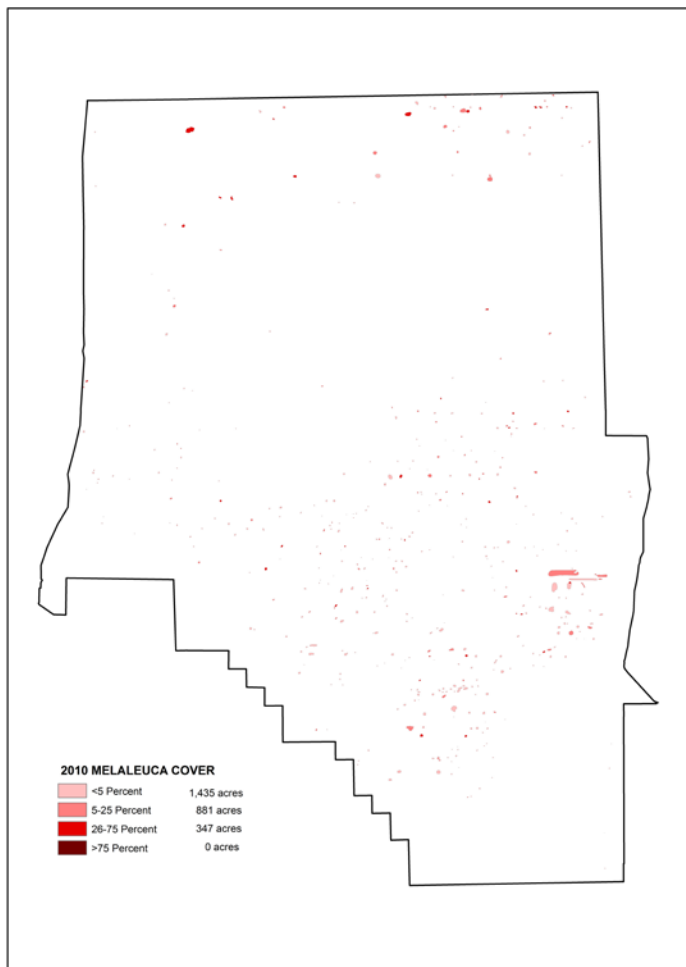 2010 MELALEUCA COVER
<5 Percent 1,435 acres
5-25 Percent 881 acres
26-75 Percent 347 acres
>75 Percent 0 acres